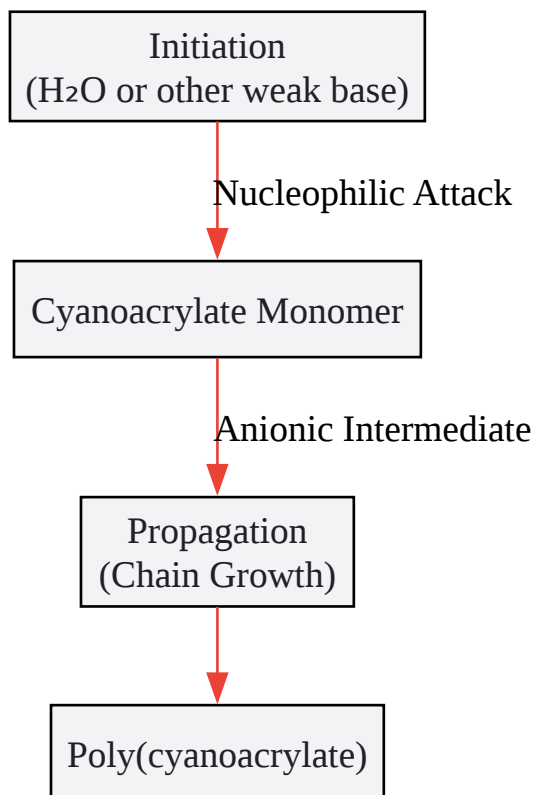 Initiation
(H₂O or other weak base)
Nucleophilic Attack
Cyanoacrylate Monomer
Anionic Intermediate
Propagation
(Chain Growth)
Poly(cyanoacrylate)